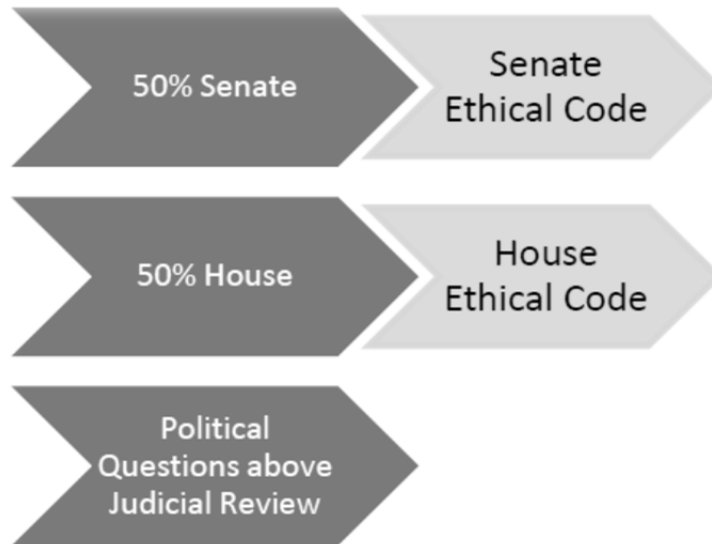 50% Senate
Senate
Ethical Code
50% House
House
Ethical Code
Political
Questions above
Judicial Review